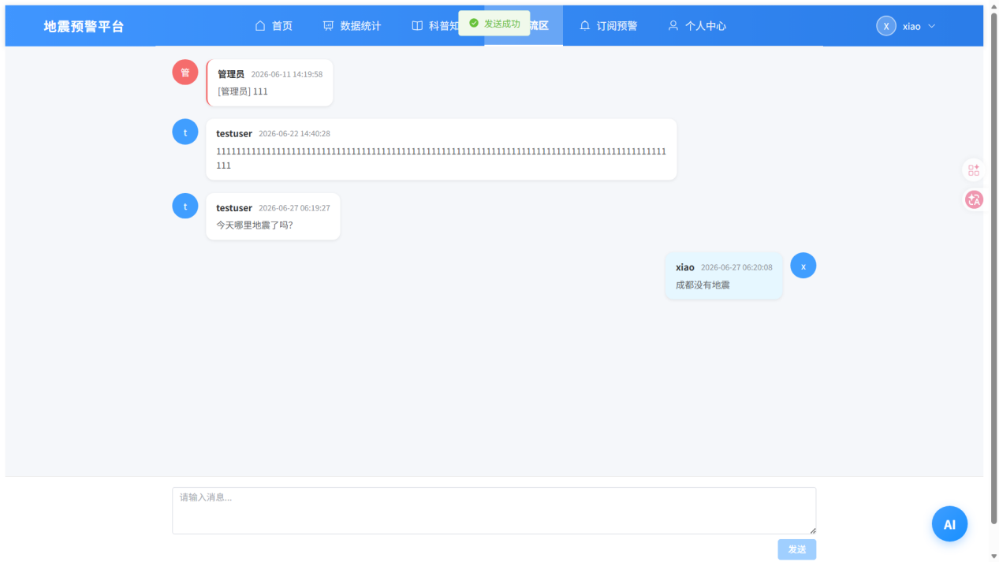 地震预警平台
首页
数据统计
科普知
发送成功
流区
订阅预警
个人中心
X
xiao
管
管理员 2026-06-11 14:19:58
[管理员] 111
t
testuser 2026-06-22 14:40:28
1111111111111111111111111111111111111111111111111111111111111111111111111111111111111111111
111
t
testuser 2026-06-27 06:19:27
今天哪里地震了吗?
xiao 2026-06-27 06:20:08
x
成都没有地震
请输入消息...
AI
发送